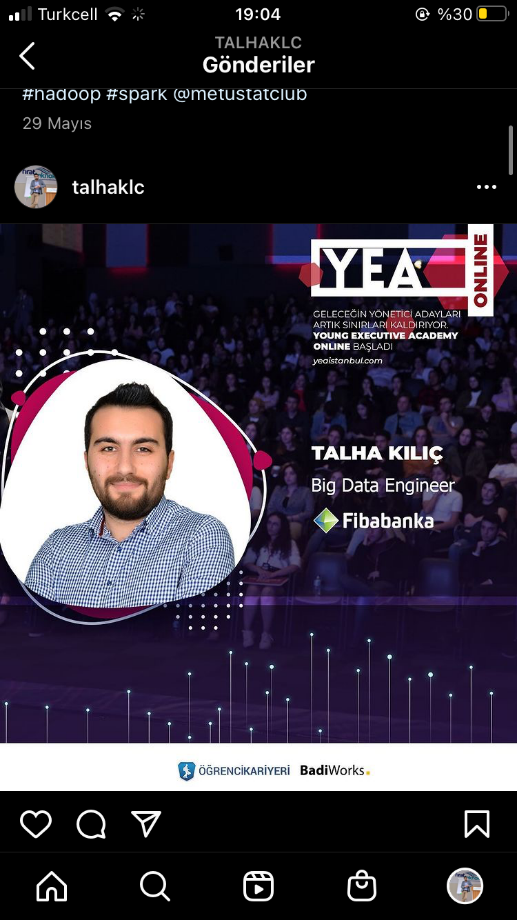 Turkcell
19:04
%30
TALHAKLC
Gönderiler
#hadoop #spark @metustatclub
29 Mayıs
talhaklc
YEA
ONLINE
GELECEĞİN YÖNETİCİ ADAYLARI
ARTIK SINIRLARI KALDIRIYOR.
YOUNG EXECUTIVE ACADEMY
ONLINE BAŞLADI
yeaistanbul.com
TALHA KILIÇ
Big Data Engineer
Fibabanka
ÖĞRENCİKARİYERİ BadiWorks.